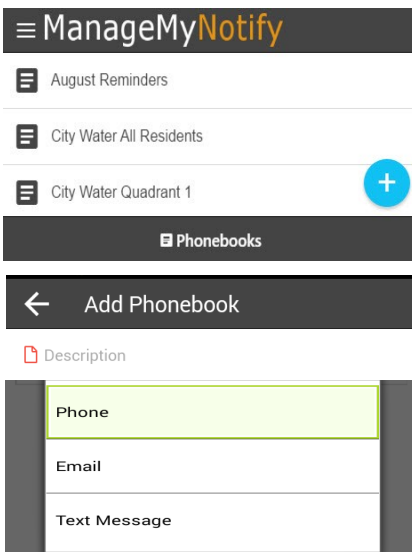 ManageMyNotify
August Reminders
City Water All Residents
City Water Quadrant 1
Phonebooks
Add Phonebook
Description
Phone
Email
Text Message